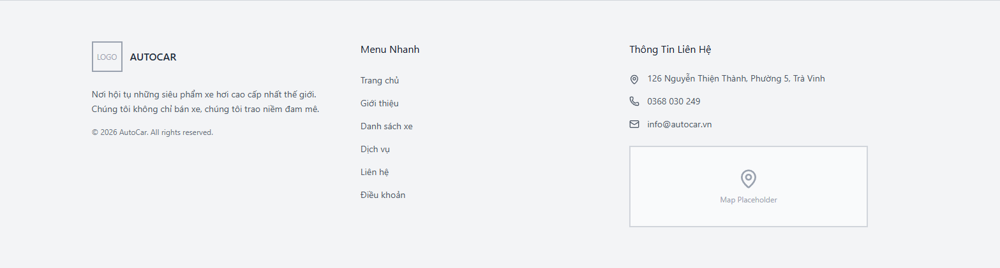 LOGO
AUTOCAR
Nơi hội tụ những siêu phẩm xe hơi cao cấp nhất thế giới.
Chúng tôi không chỉ bán xe, chúng tôi trao niềm đam mê.
© 2026 AutoCar. All rights reserved.
Menu Nhanh
Trang chủ
Giới thiệu
Danh sách xe
Dịch vụ
Liên hệ
Điều khoản
Thông Tin Liên Hệ
126 Nguyễn Thiện Thành, Phường 5, Trà Vinh
0368 030 249
info@autocar.vn
Map Placeholder